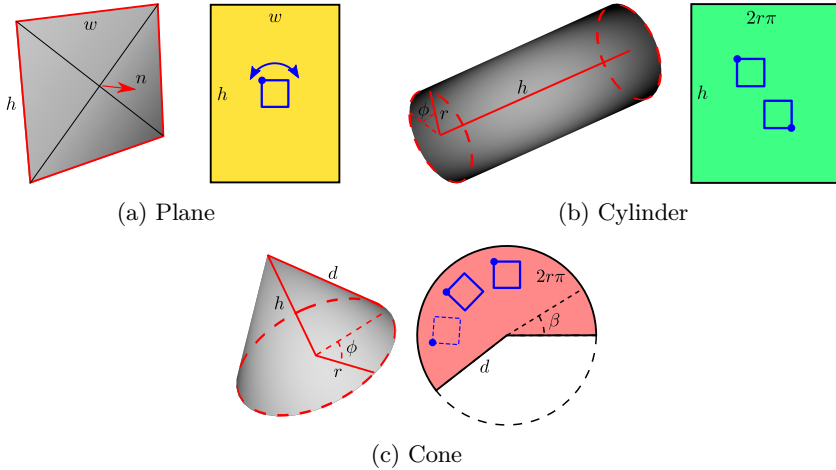 w
h
n
w
h
h
r
ϕ
2rπ
h
(a) Plane
(b) Cylinder
d
h
ϕ
r
2rπ
β
d
(c) Cone